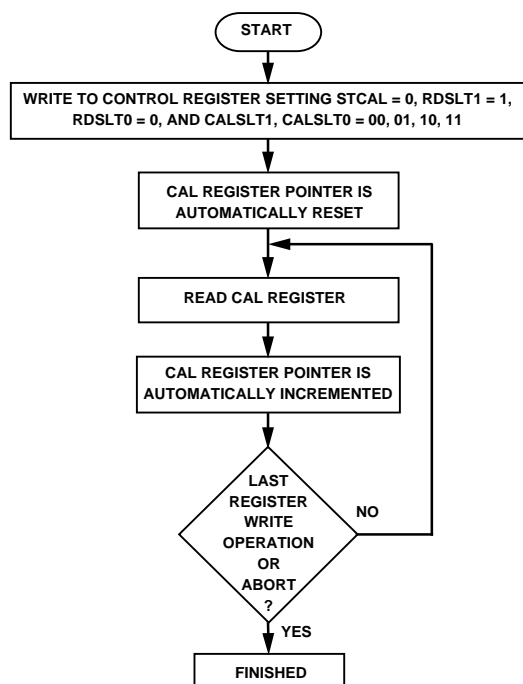 START
WRITE TO CONTROL REGISTER SETTING STCAL = 0, RDSLT1 = 1,
RDSLT0 = 0, AND CALSLT1, CALSLT0 = 00, 01, 10, 11
CAL REGISTER POINTER IS
AUTOMATICALLY RESET
READ CAL REGISTER
CAL REGISTER POINTER IS
AUTOMATICALLY INCREMENTED
LAST
REGISTER
WRITE
OPERATION
OR
ABORT
?
NO
YES
FINISHED